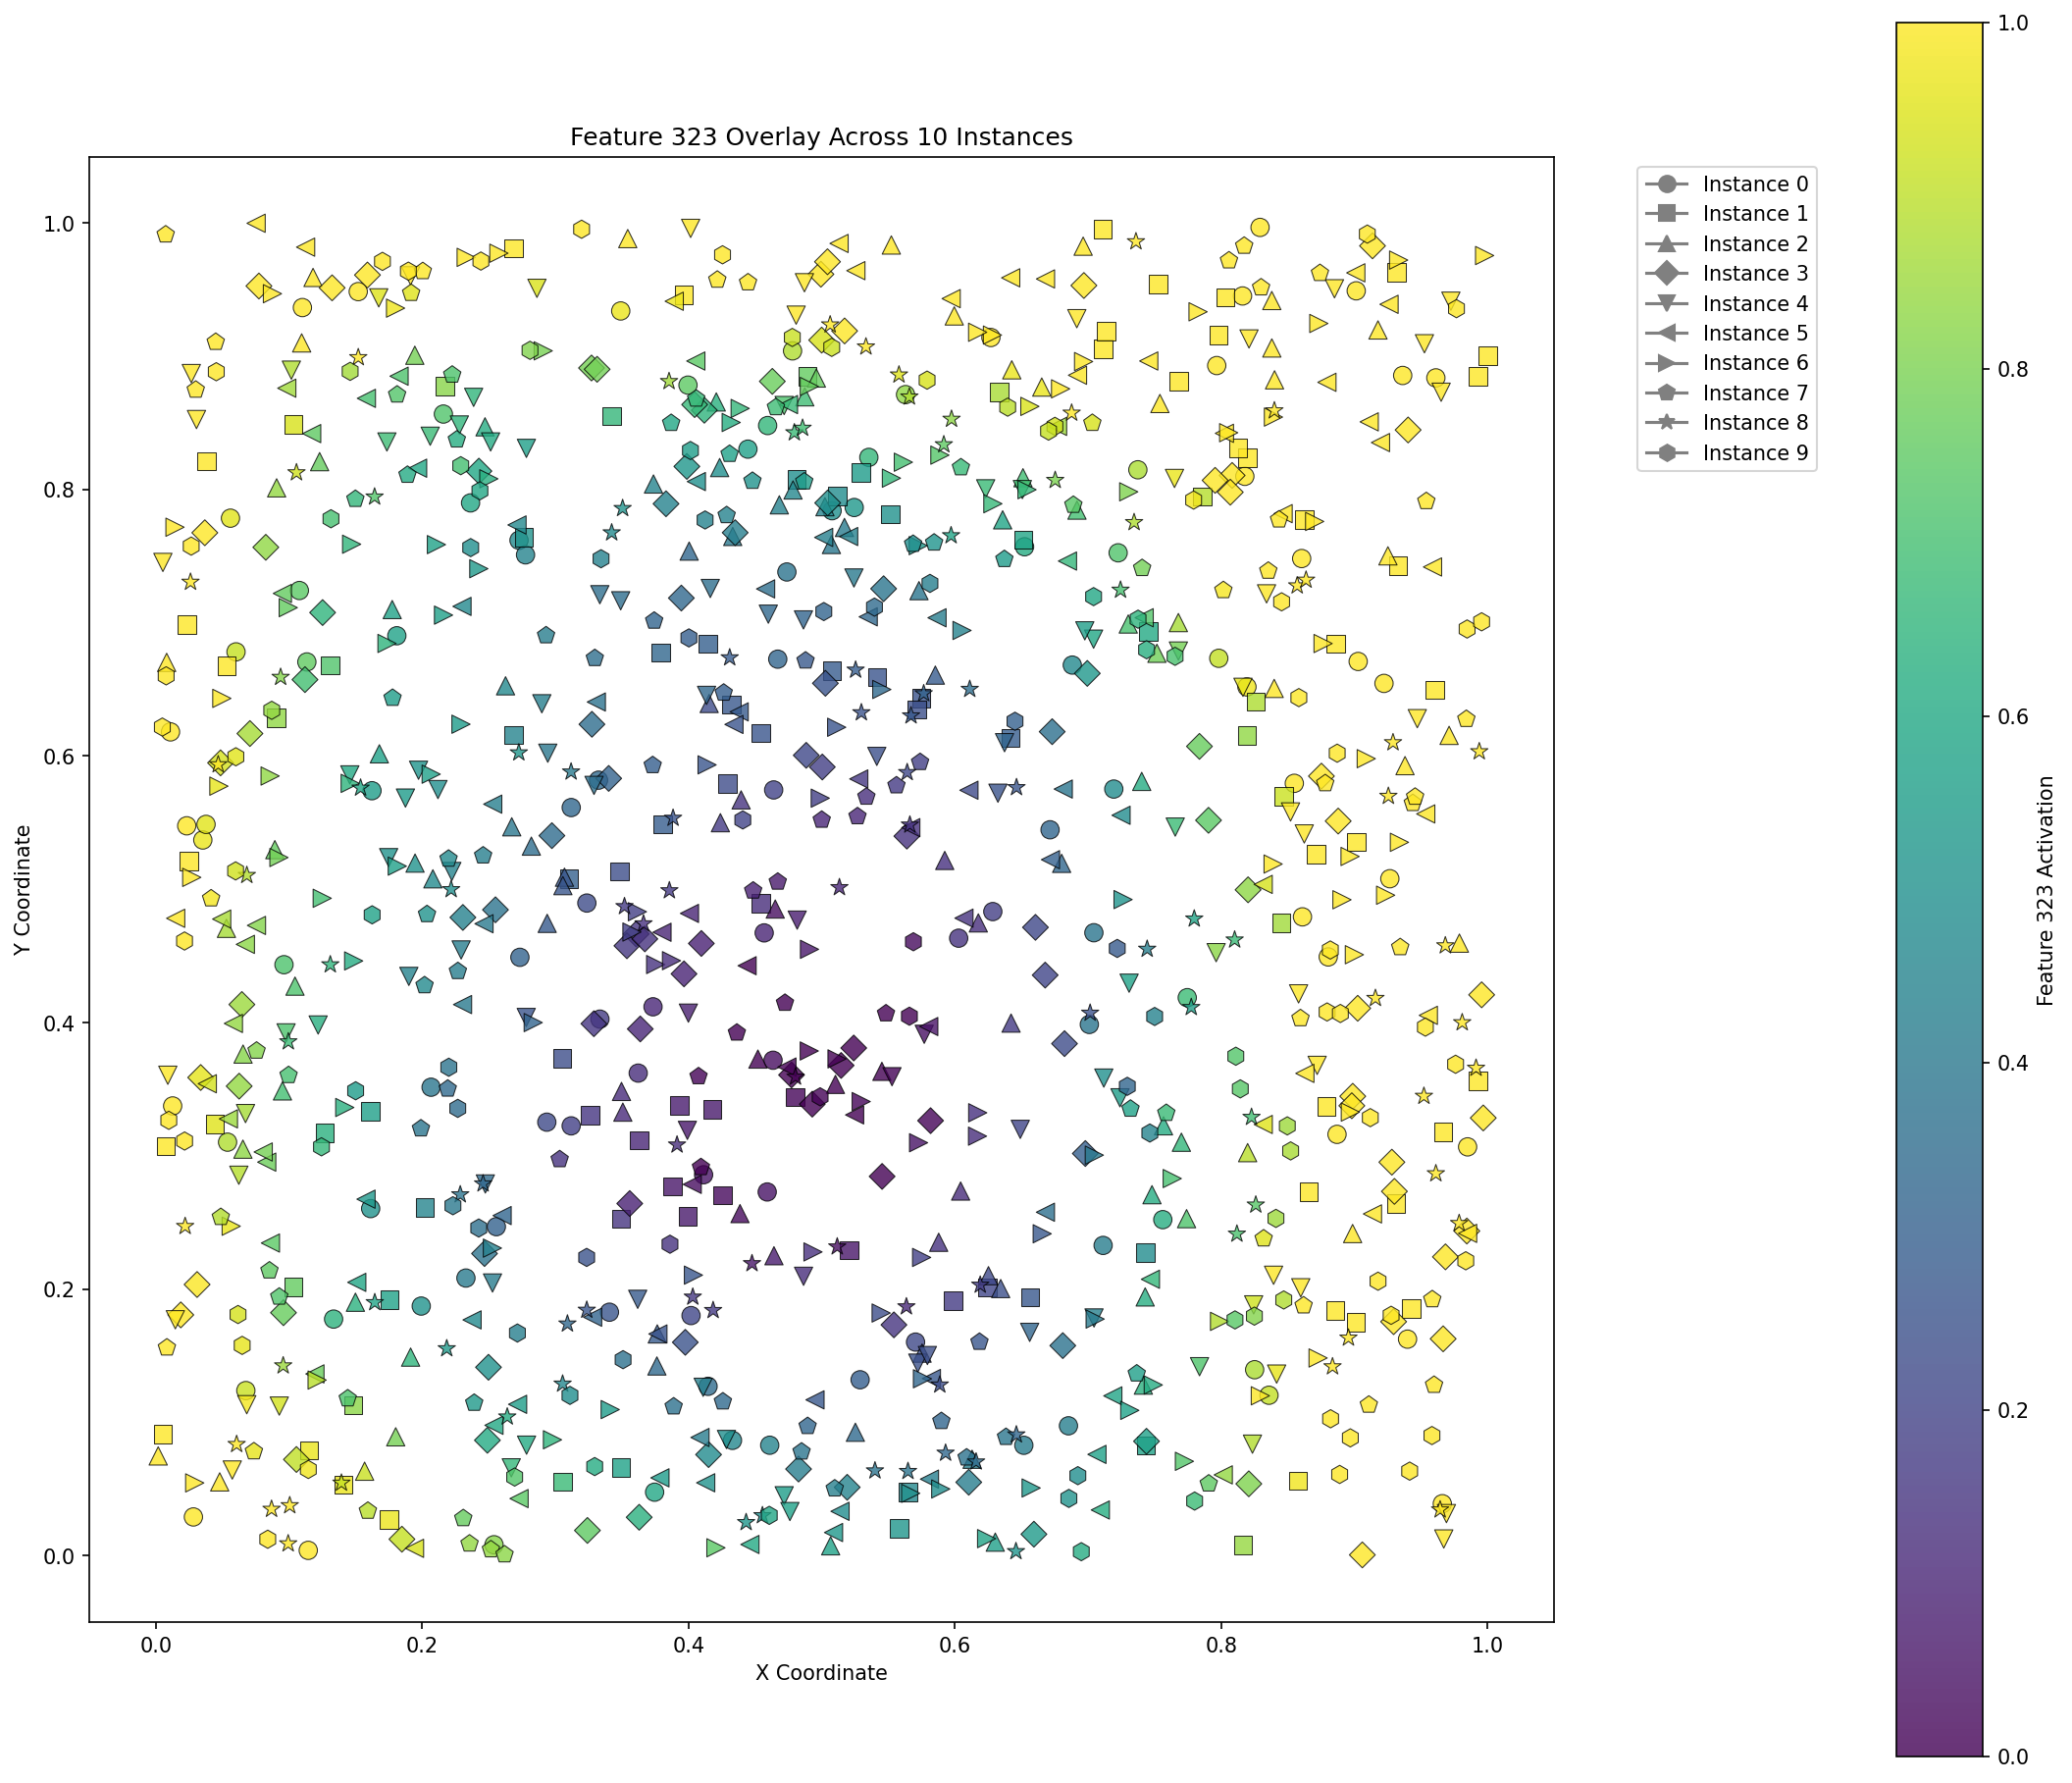 Feature 323 Overlay Across 10 Instances
Y Coordinate
1.0
0.8
0.6
0.4
0.2
0.0
0.0 0.2 0.4 0.6 0.8 1.0
X Coordinate
Instance 0
Instance 1
Instance 2
Instance 3
Instance 4
Instance 5
Instance 6
Instance 7
Instance 8
Instance 9
1.0
0.8
0.6
0.4
0.2
0.0
Feature 323 Activation